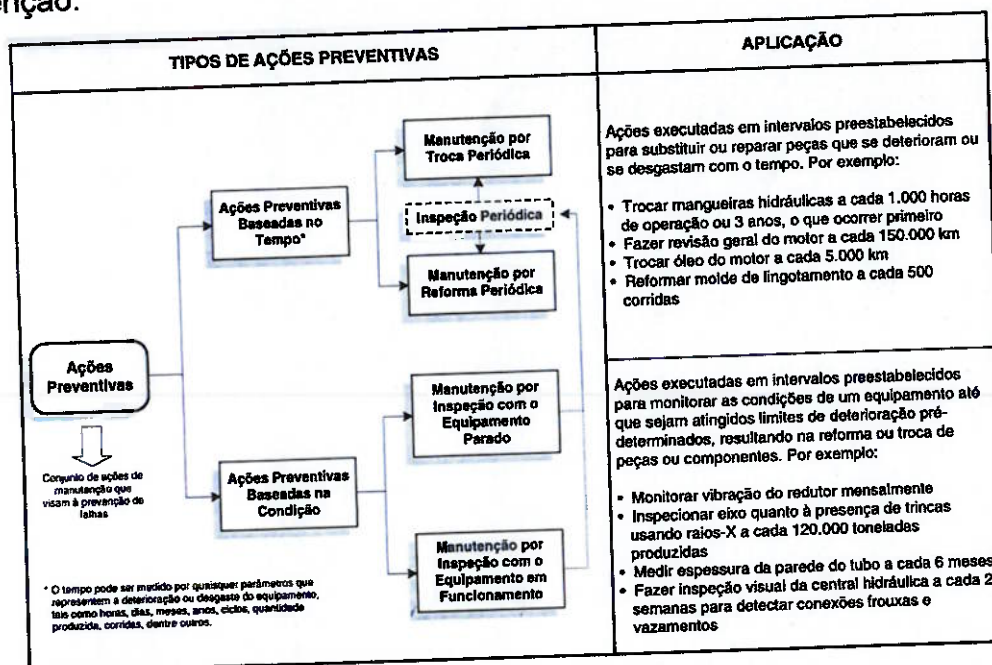 enção.
TIPOS DE AÇÕES PREVENTIVAS
APLICAÇÃO
Ações
Preventivas
Conjunto de ações de
manutenção que
visam à prevenção de
falhas
Ações Preventivas
Baseadas no
Tempo*
Ações Preventivas
Baseadas na
Condição
Manutenção por
Troca Periódica
Inspeção Periódica
Manutenção por
Reforma Periódica
Manutenção por
Inspeção com o
Equipamento
Parado
Manutenção por
Inspeção com o
Equipamento em
Funcionamento
* O tempo pode ser medido por quaisquer parâmetros que
representem a deterioração ou desgaste do equipamento,
tais como horas, dias, meses, anos, ciclos, quantidade
produzida, corridas, dentre outros.
Ações executadas em intervalos preestabelecidos
para substituir ou reparar peças que se deterioram ou
se desgastam com o tempo. Por exemplo:
• Trocar mangueiras hidráulicas a cada 1.000 horas
de operação ou 3 anos, o que ocorrer primeiro
• Fazer revisão geral do motor a cada 150.000 km
• Trocar óleo do motor a cada 5.000 km
• Reformar molde de lingotamento a cada 500
corridas
Ações executadas em intervalos preestabelecidos
para monitorar as condições de um equipamento até
que sejam atingidos limites de deterioração pré-
determinados, resultando na reforma ou troca de
peças ou componentes. Por exemplo:
• Monitorar vibração do redutor mensalmente
• Inspecionar eixo quanto à presença de trincas
usando raios-X a cada 120.000 toneladas
produzidas
• Medir espessura da parede do tubo a cada 6 meses
• Fazer inspeção visual da central hidráulica a cada 2
semanas para detectar conexões frouxas e
vazamentos